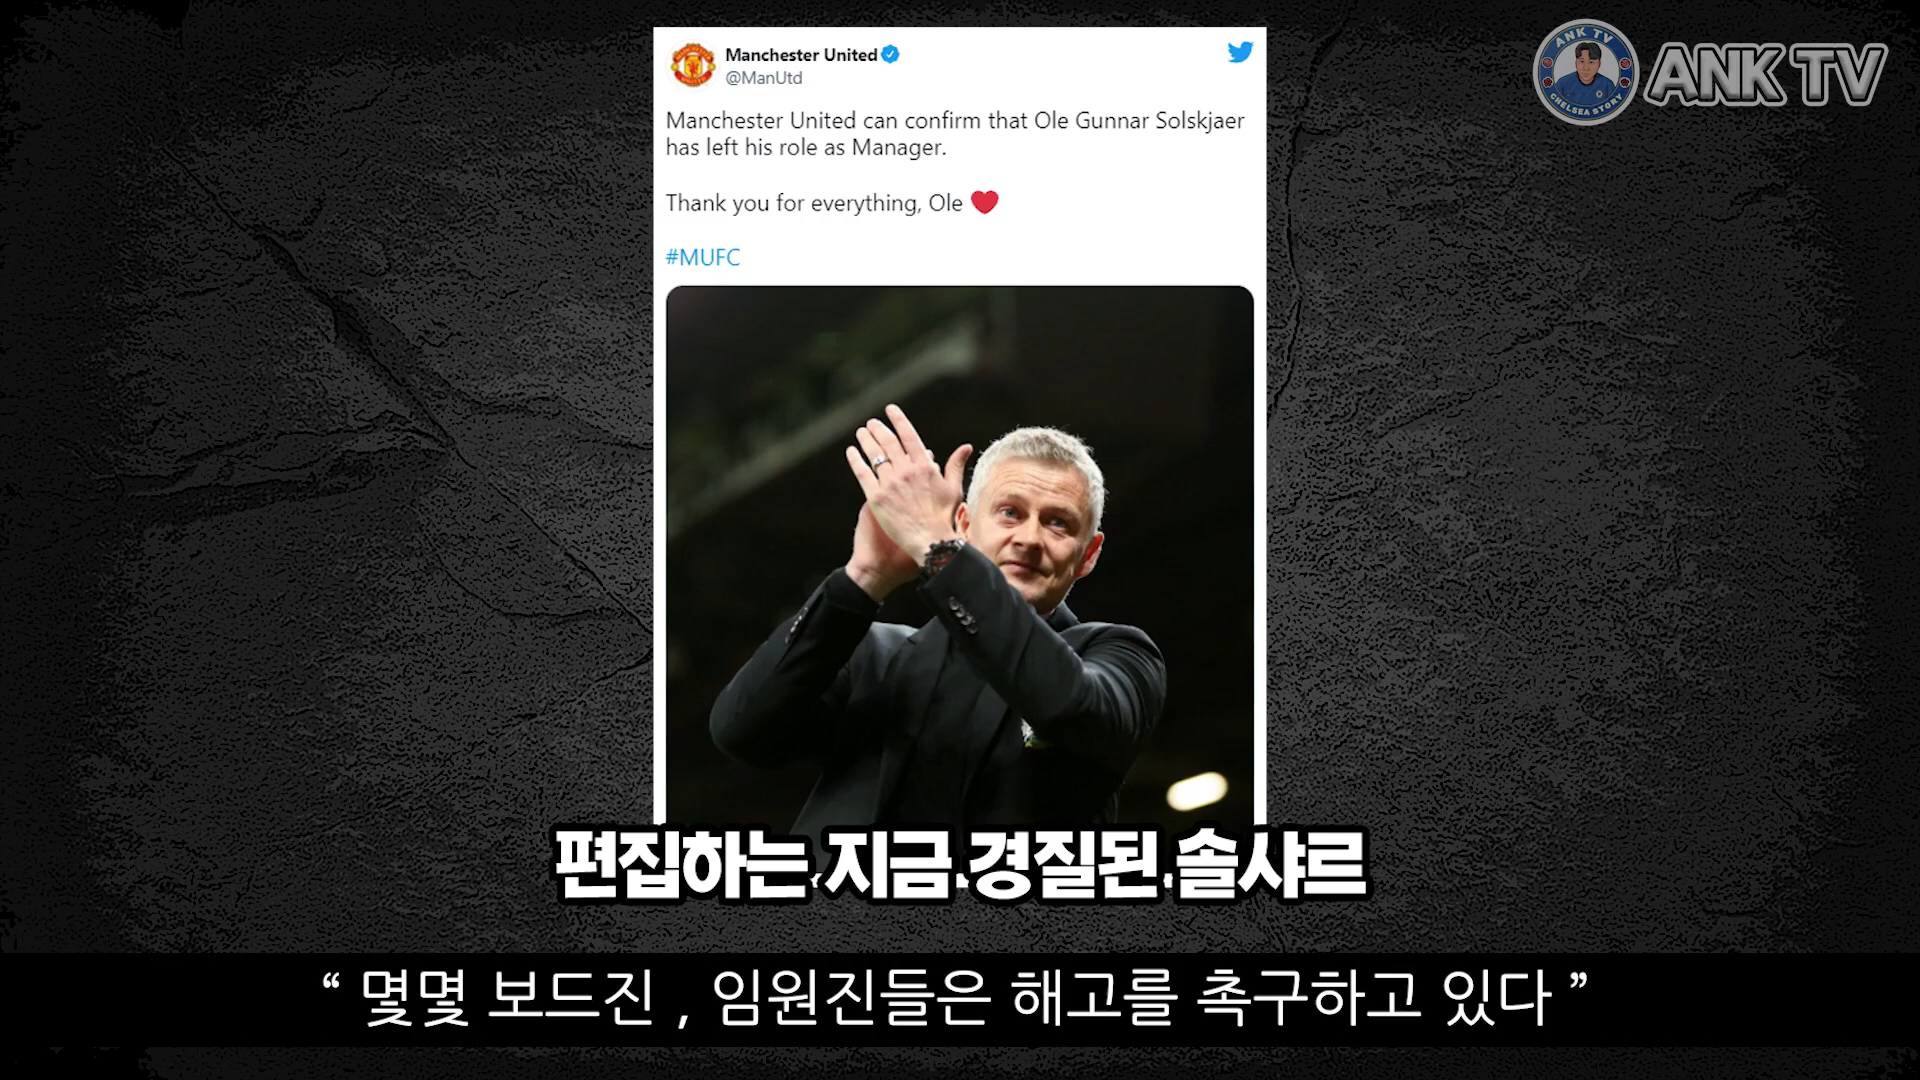 Manchester United
@ManUtd
Manchester United can confirm that Ole Gunnar Solskjaer
has left his role as Manager.
Thank you for everything, Ole ❤
#MUFC
ANK TV
CHELSEA STORY
ANK TV
편집하는 지금 경질된 솔샤르
“ 몇몇 보드진 , 임원진들은 해고를 촉구하고 있다 ”